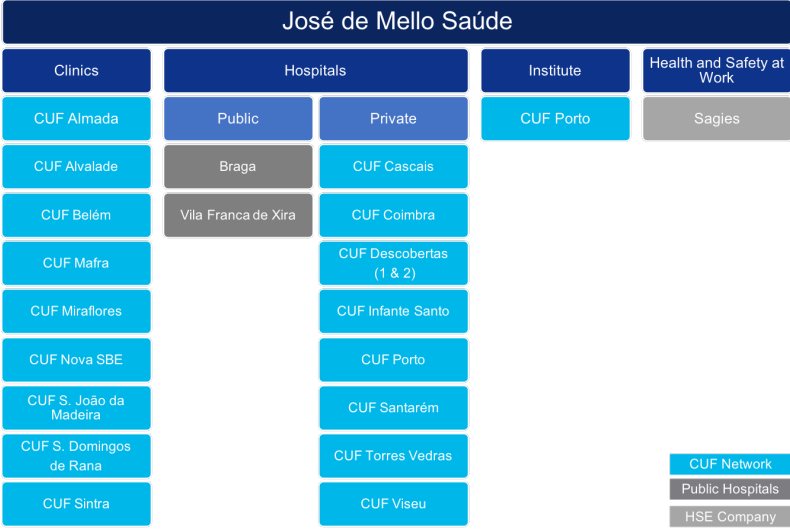 José de Mello Saúde
Clinics
Hospitals
Institute
Health and Safety at
Work
CUF Almada
Public
Private
CUF Porto
Sagies
CUF Alvalade
Braga
CUF Cascais
CUF Belém
Vila Franca de Xira
CUF Coimbra
CUF Mafra
CUF Descobertas
(1 & 2)
CUF Miraflores
CUF Infante Santo
CUF Nova SBE
CUF Porto
CUF S. João da
Madeira
CUF Santarém
CUF S. Domingos
de Rana
CUF Torres Vedras
CUF Sintra
CUF Viseu
CUF Network
Public Hospitals
HSE Company